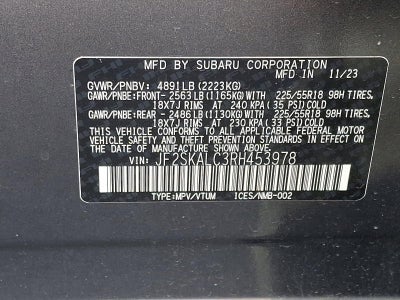 MFD BY SUBARU CORPORATION
MFD IN 11/23
GVWR/PNBV: 4891LB (2223KG)
GAWR/PNBE: FRONT- 2563LB (1165KG) WITH 225/55R18 98H TIRES,
18X7J RIMS AT 240 KPA (35 PSI) COLD
GAWR/PNBE: REAR - 2486LB (1130KG) WITH 225/55R18 98H TIRES,
18X7J RIMS AT 230 KPA (33 PSI) COLD
THIS VEHICLE CONFORMS TO ALL APPLICABLE FEDERAL MOTOR
VEHICLE SAFETY AND THEFT PREVENTION STANDARDS IN EFFECT
ON THE DATE OF MANUFACTURE SHOWN ABOVE.
VIN: JF2SKALC3RH453978
TYPE:MPV/VTUM ICES/NMB-002